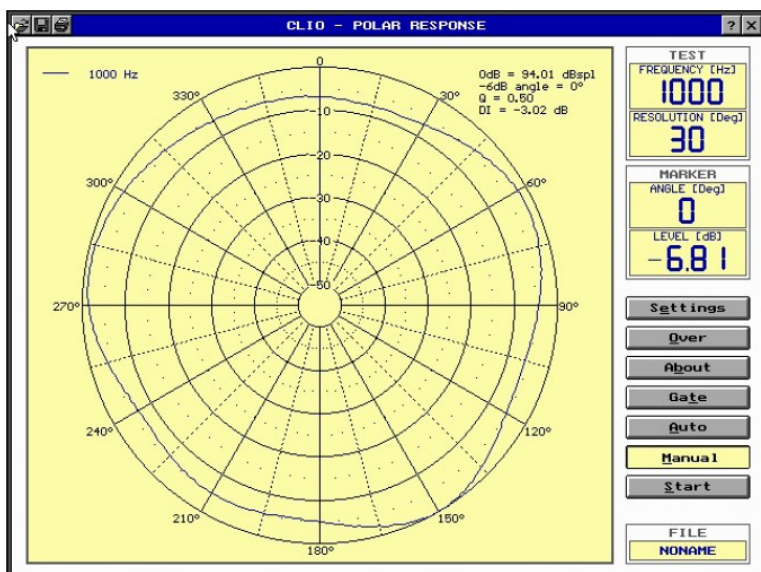 CLIO - POLAR RESPONSE
? ×
1000 Hz
0dB = 94.01 dBspl
-6dB angle = 0°
Q = 0.50
DI = -3.02 dB
0
30°
60°
90°
120°
150°
180°
210°
240°
270°
300°
330°
-10
-20
-30
-40
-50
TEST
FREQUENCY [Hz]
1000
RESOLUTION [Deg]
30
MARKER
ANGLE [Deg]
0
LEVEL [dB]
-6.81
Settings
Over
About
Gate
Auto
Manual
Start
FILE
NONAME